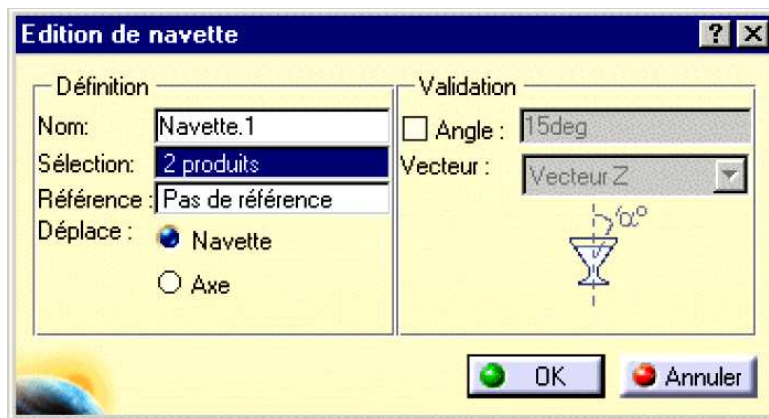 Edition de navette
Définition
Nom: Navette.1
Sélection: 2 produits
Référence : Pas de référence
Déplace : Navette
Axe
Validation
Angle : 15deg
Vecteur : Vecteur Z
α°
OK
Annuler